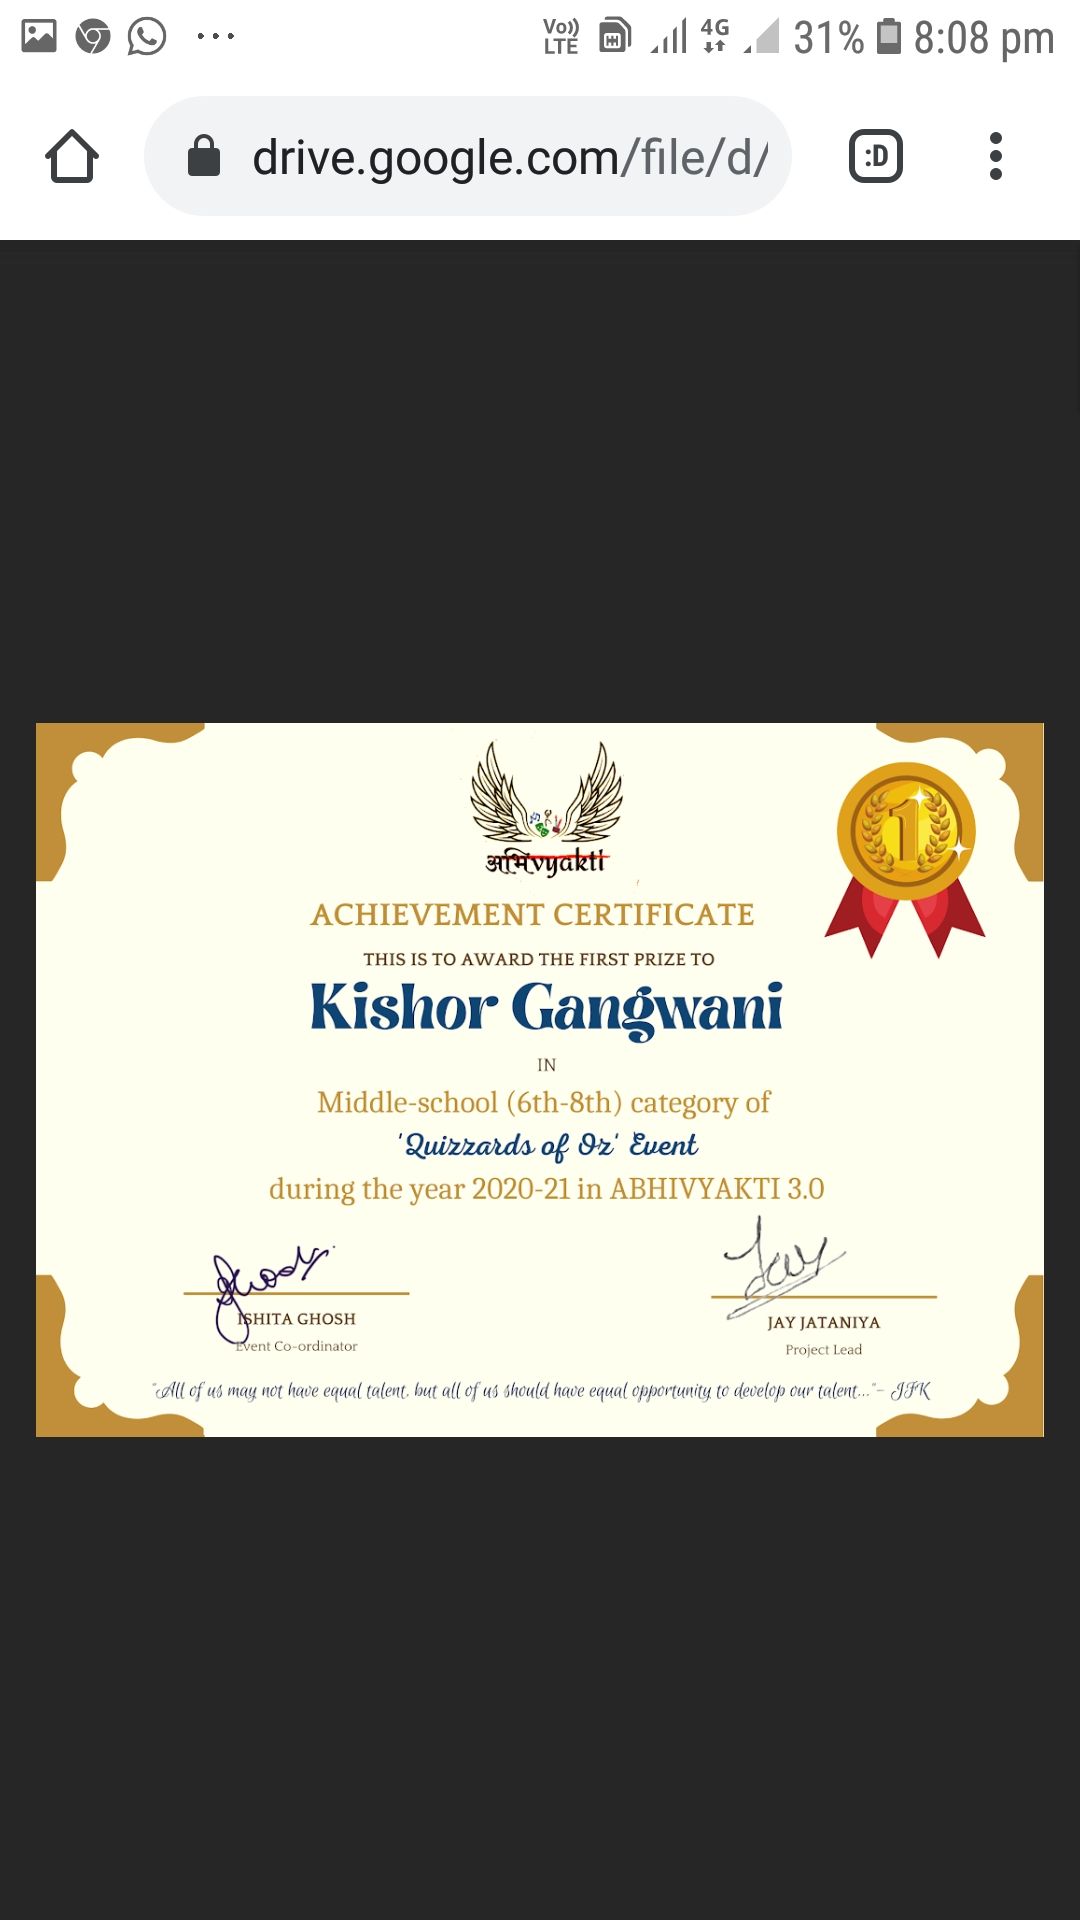 Vo)) LTE 4G 31% 8:08 pm
drive.google.com/file/d/ :D
अभिvyakti
1
ACHIEVEMENT CERTIFICATE
THIS IS TO AWARD THE FIRST PRIZE TO
Kishor Gangwani
IN
Middle-school (6th-8th) category of
'Quizzards of Oz' Event
during the year 2020-21 in ABHIVYAKTI 3.0
Jay
ISHITA GHOSH
JAY JATANIYA
Event Co-ordinator
Project Lead
"All of us may not have equal talent, but all of us should have equal opportunity to develop our talent..."- JFK